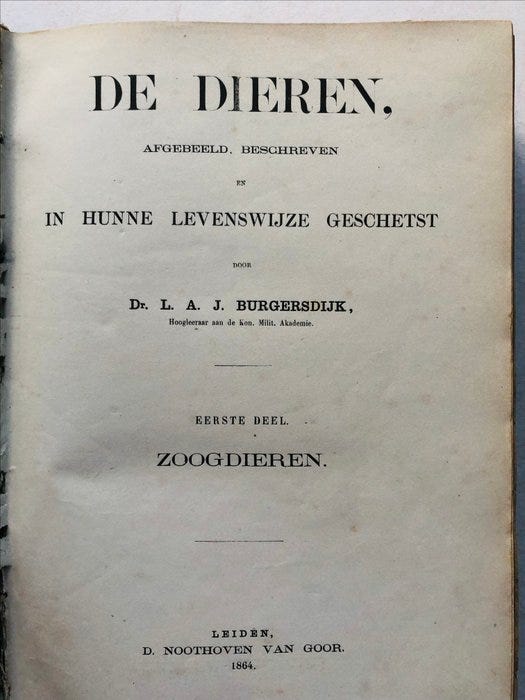 DE DIEREN,
AFGEBEELD, BESCHREVEN
EN
IN HUNNE LEVENSWIJZE GESCHETST
DOOR
Dr. L. A. J. BURGERSDIJK,
Hoogleeraar aan de Kon. Milit. Akademie.
EERSTE DEEL.
ZOOGDIEREN.
LEIDEN,
D. NOOTHOVEN VAN GOOR.
1864.